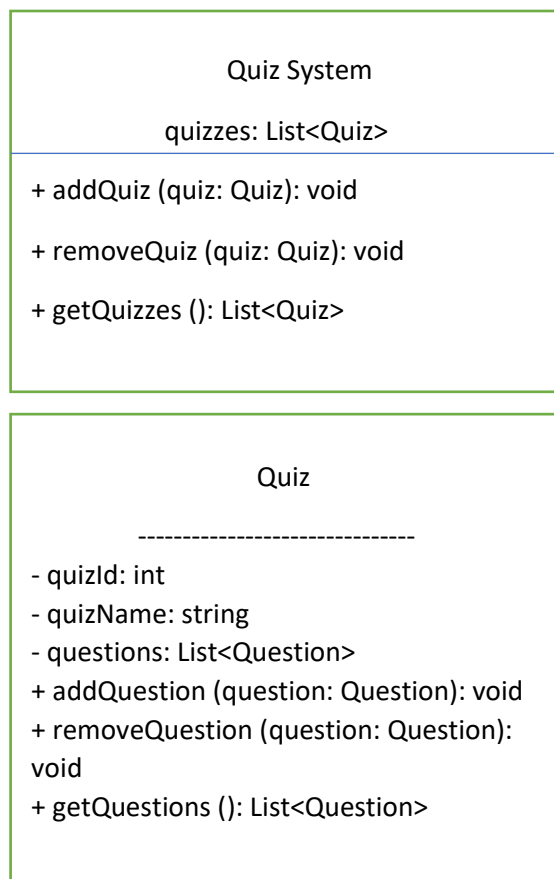 Quiz System
quizzes: List<Quiz>
+ addQuiz (quiz: Quiz): void
+ removeQuiz (quiz: Quiz): void
+ getQuizzes (): List<Quiz>
Quiz
-------------------------------
- quizId: int
- quizName: string
- questions: List<Question>
+ addQuestion (question: Question): void
+ removeQuestion (question: Question):
void
+ getQuestions (): List<Question>